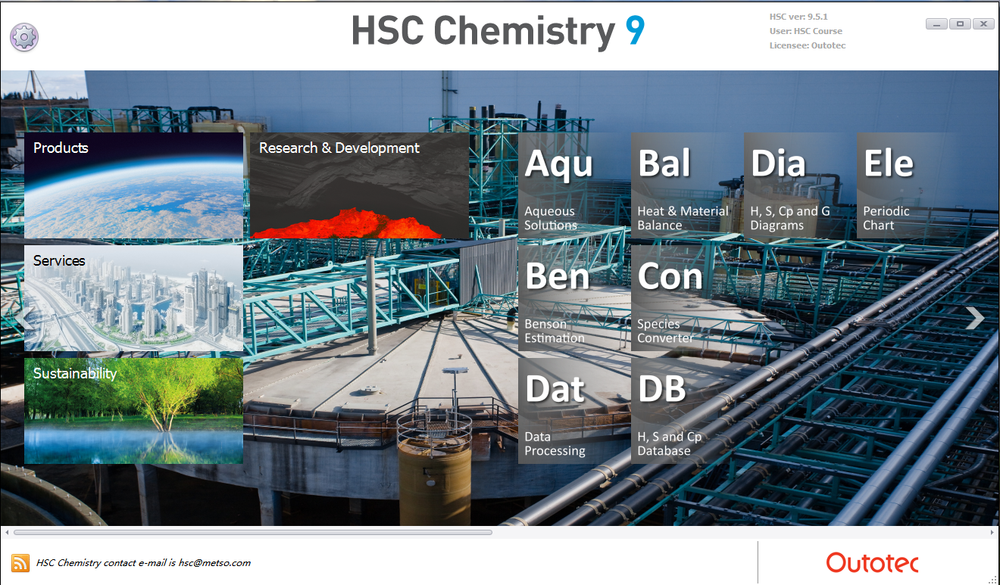 HSC Chemistry 9
HSC ver: 9.5.1
User: HSC Course
Licensee: Outotec
Products
Research & Development
Services
Sustainability
Aqu
Aqueous
Solutions
Bal
Heat & Material
Balance
Dia
H, S, Cp and G
Diagrams
Ele
Periodic
Chart
Ben
Benson
Estimation
Con
Species
Converter
Dat
Data
Processing
DB
H, S and Cp
Database
HSC Chemistry contact e-mail is hsc@metso.com
Outotec